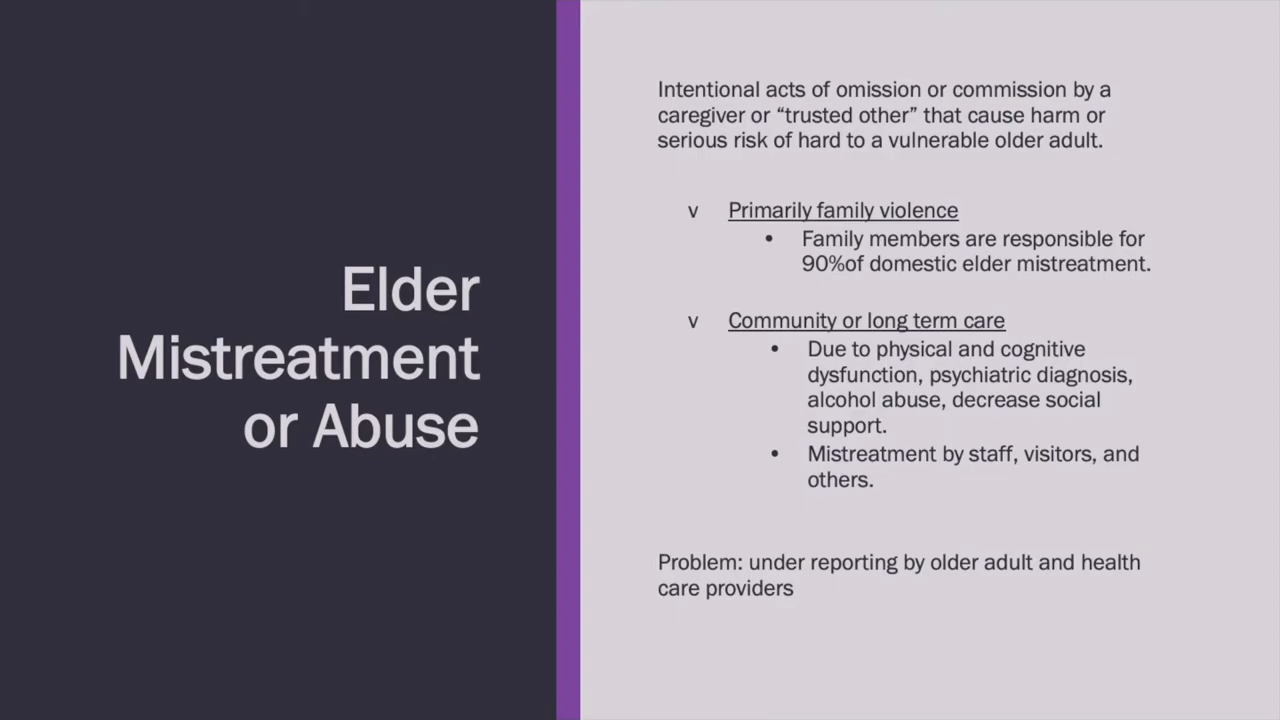 Elder
Mistreatment
or Abuse
Intentional acts of omission or commission by a
caregiver or “trusted other” that cause harm or
serious risk of hard to a vulnerable older adult.
v Primarily family violence
• Family members are responsible for
90%of domestic elder mistreatment.
v Community or long term care
• Due to physical and cognitive
dysfunction, psychiatric diagnosis,
alcohol abuse, decrease social
support.
• Mistreatment by staff, visitors, and
others.
Problem: under reporting by older adult and health
care providers